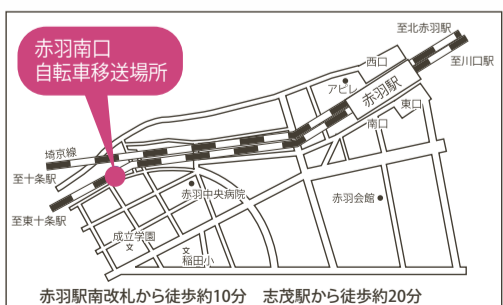 赤羽南口
自転車移送場所
至北赤羽駅
至川口駅
西口
アピレ
赤羽駅
東口
南口
埼京線
至十条駅
至東十条駅
赤羽中央病院
赤羽会館
成立学園
文
文
稲田小
赤羽駅南改札から徒歩約10分　志茂駅から徒歩約20分